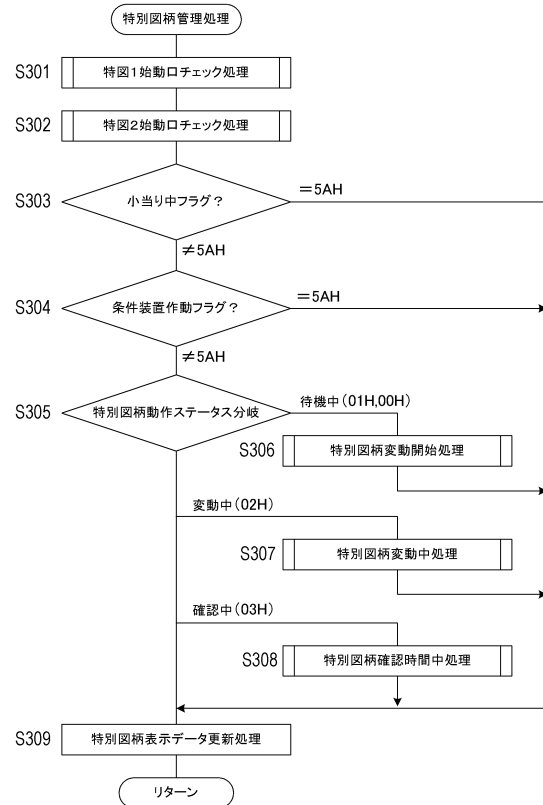 特別図柄管理処理
S301
特図1始動口チェック処理
S302
特図2始動口チェック処理
S303
小当り中フラグ?
=5AH
≠5AH
S304
条件装置作動フラグ?
=5AH
≠5AH
S305
特別図柄動作ステータス分岐
待機中(01H,00H)
S306
特別図柄変動開始処理
変動中(02H)
S307
特別図柄変動中処理
確認中(03H)
S308
特別図柄確認時間中処理
S309
特別図柄表示データ更新処理
リターン